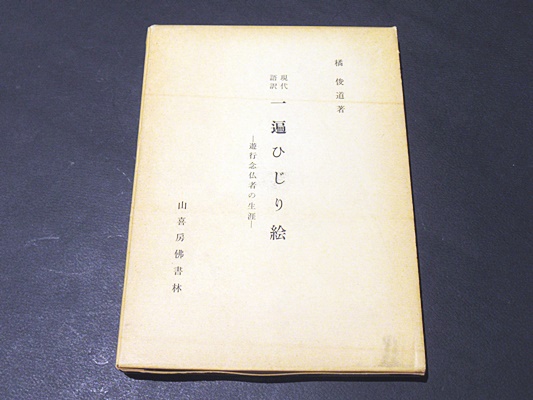 橘俊道著
現代
語訳
一遍ひじり絵
―遊行念仏者の生涯―
山喜房佛書林